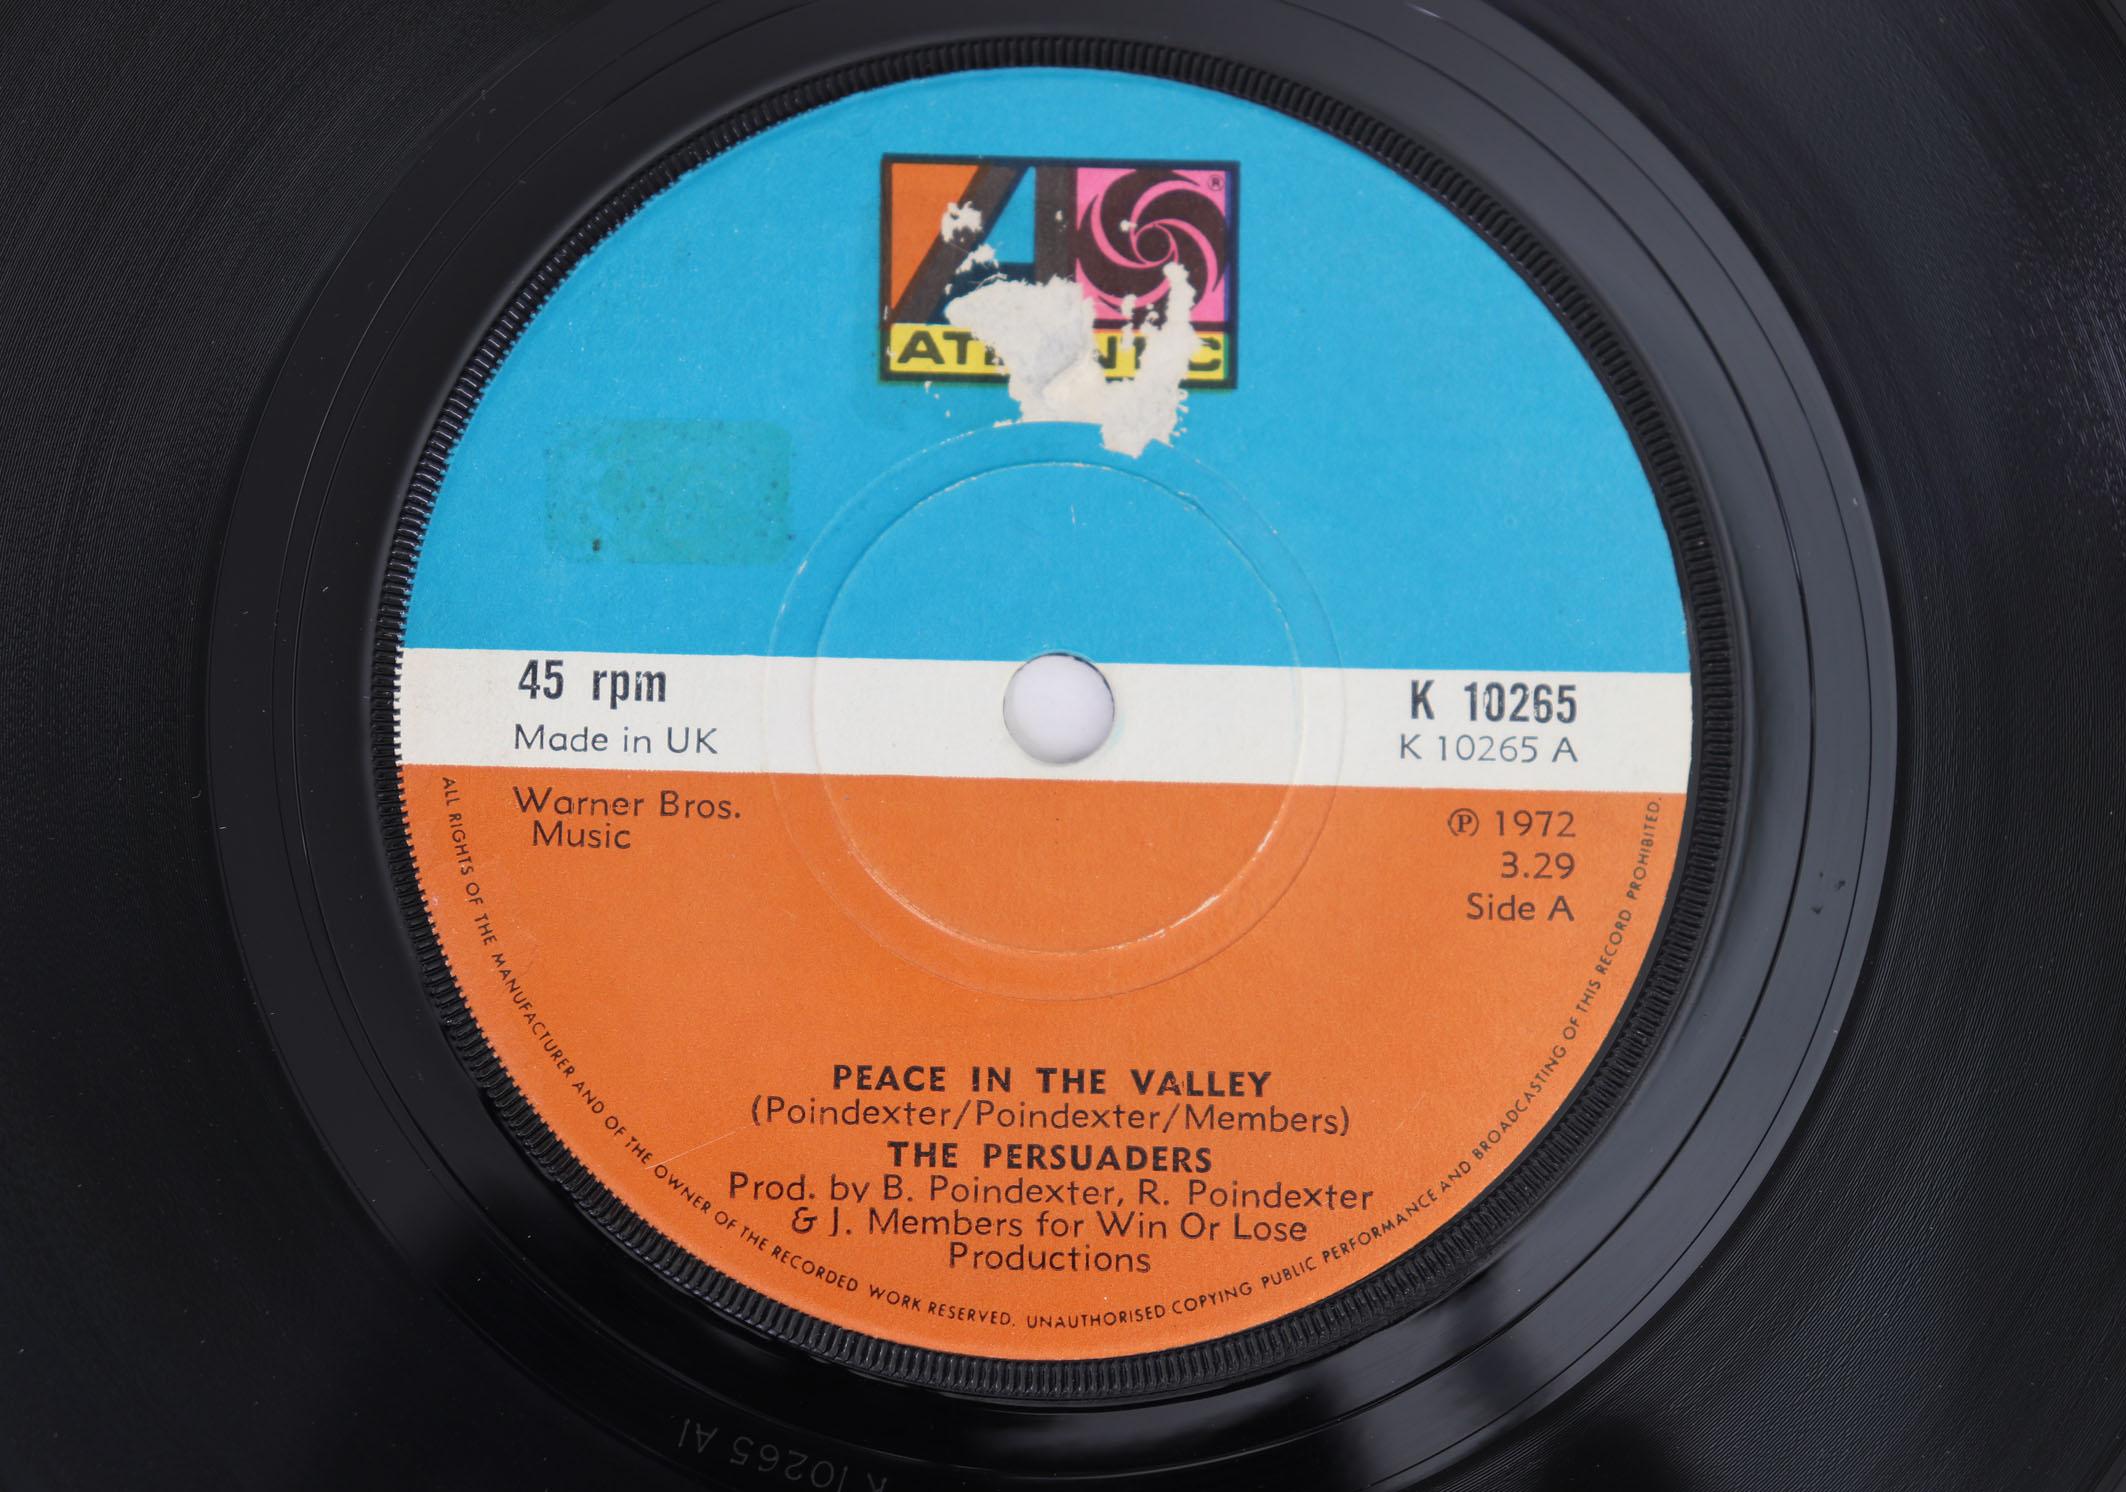 ®
45 rpm
Made in UK
K 10265
K 10265 A
Warner Bros.
Music
℗ 1972
3.29
Side A
PEACE IN THE VALLEY
(Poindexter/Poindexter/Members)
THE PERSUADERS
Prod. by B. Poindexter, R. Poindexter
& J. Members for Win Or Lose
Productions
ALL RIGHTS OF THE MANUFACTURER AND OF THE OWNER OF THE RECORDED WORK RESERVED. UNAUTHORISED COPYING PUBLIC PERFORMANCE AND BROADCASTING OF THIS RECORD PROHIBITED.
K 10265 A1